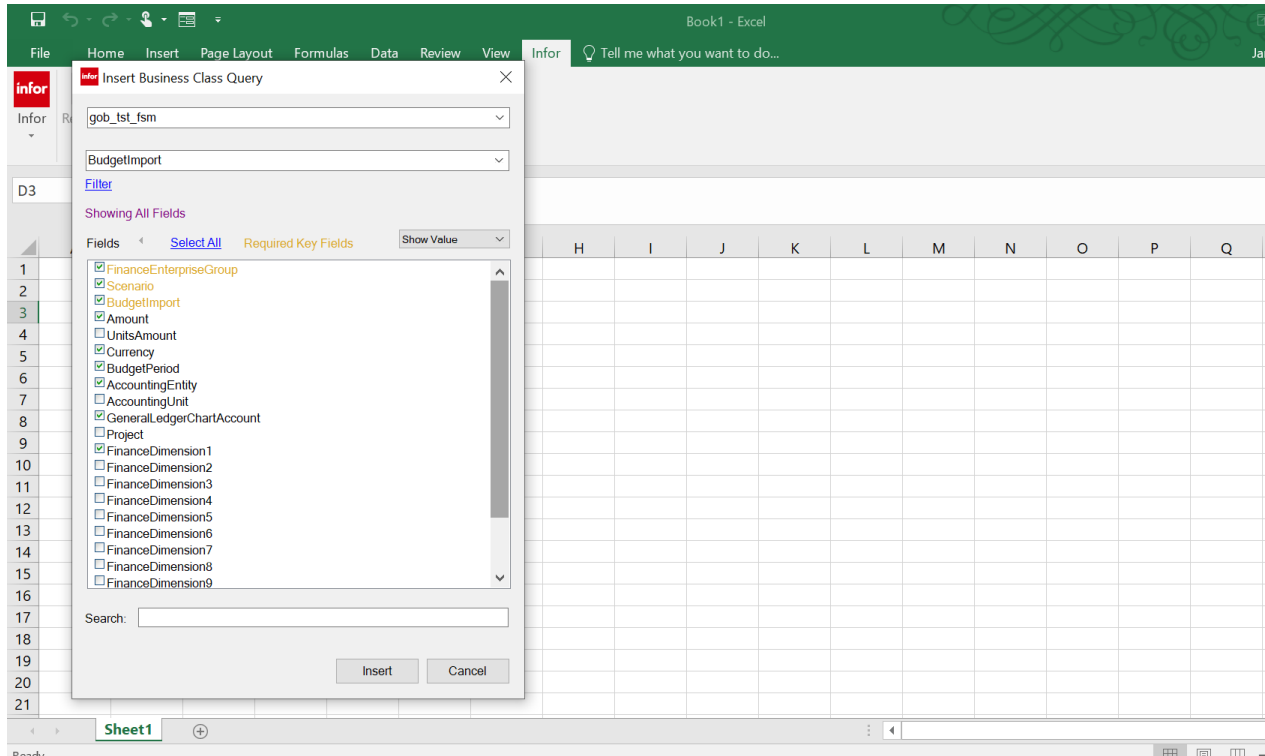 Book1 - Excel
File Home Insert Page Layout Formulas Data Review View Infor Tell me what you want to do...
infor Insert Business Class Query
infor
Infor
gob_tst_fsm
BudgetImport
D3
Filter
Showing All Fields
Fields Select All Required Key Fields Show Value
H I J K L M N O P Q
FinanceEnterpriseGroup
Scenario
BudgetImport
Amount
UnitsAmount
Currency
BudgetPeriod
AccountingEntity
AccountingUnit
GeneralLedgerChartAccount
Project
FinanceDimension1
FinanceDimension2
FinanceDimension3
FinanceDimension4
FinanceDimension5
FinanceDimension6
FinanceDimension7
FinanceDimension8
FinanceDimension9
1
2
3
4
5
6
7
8
9
10
11
12
13
14
15
16
17
18
19
20
21
Search:
Insert Cancel
Sheet1
Ready